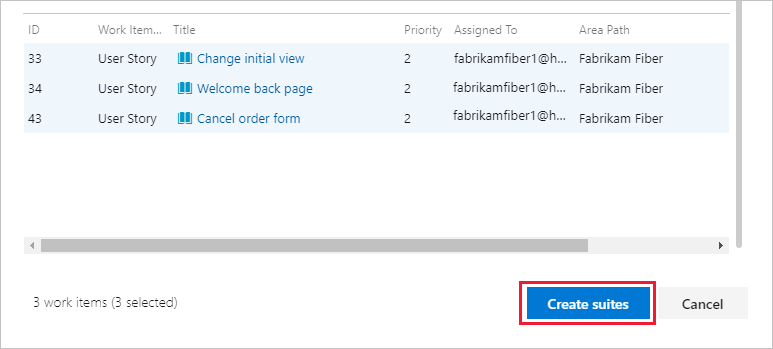 ID Work Item... Title Priority Assigned To Area Path
33 User Story Change initial view 2 fabrikamfiber1@h... Fabrikam Fiber
34 User Story Welcome back page 2 fabrikamfiber1@h... Fabrikam Fiber
43 User Story Cancel order form 2 fabrikamfiber1@h... Fabrikam Fiber
3 work items (3 selected) Create suites Cancel